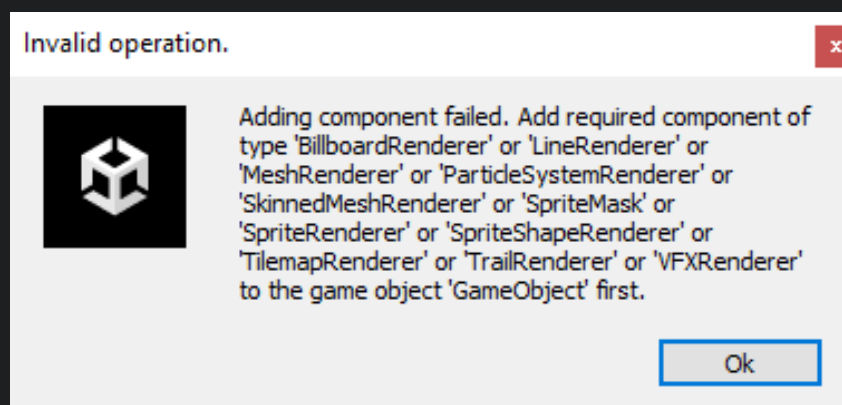 Invalid operation.
x
Adding component failed. Add required component of
type 'BillboardRenderer' or 'LineRenderer' or
'MeshRenderer' or 'ParticleSystemRenderer' or
'SkinnedMeshRenderer' or 'SpriteMask' or
'SpriteRenderer' or 'SpriteShapeRenderer' or
'TilemapRenderer' or 'TrailRenderer' or 'VFXRenderer'
to the game object 'GameObject' first.
Ok